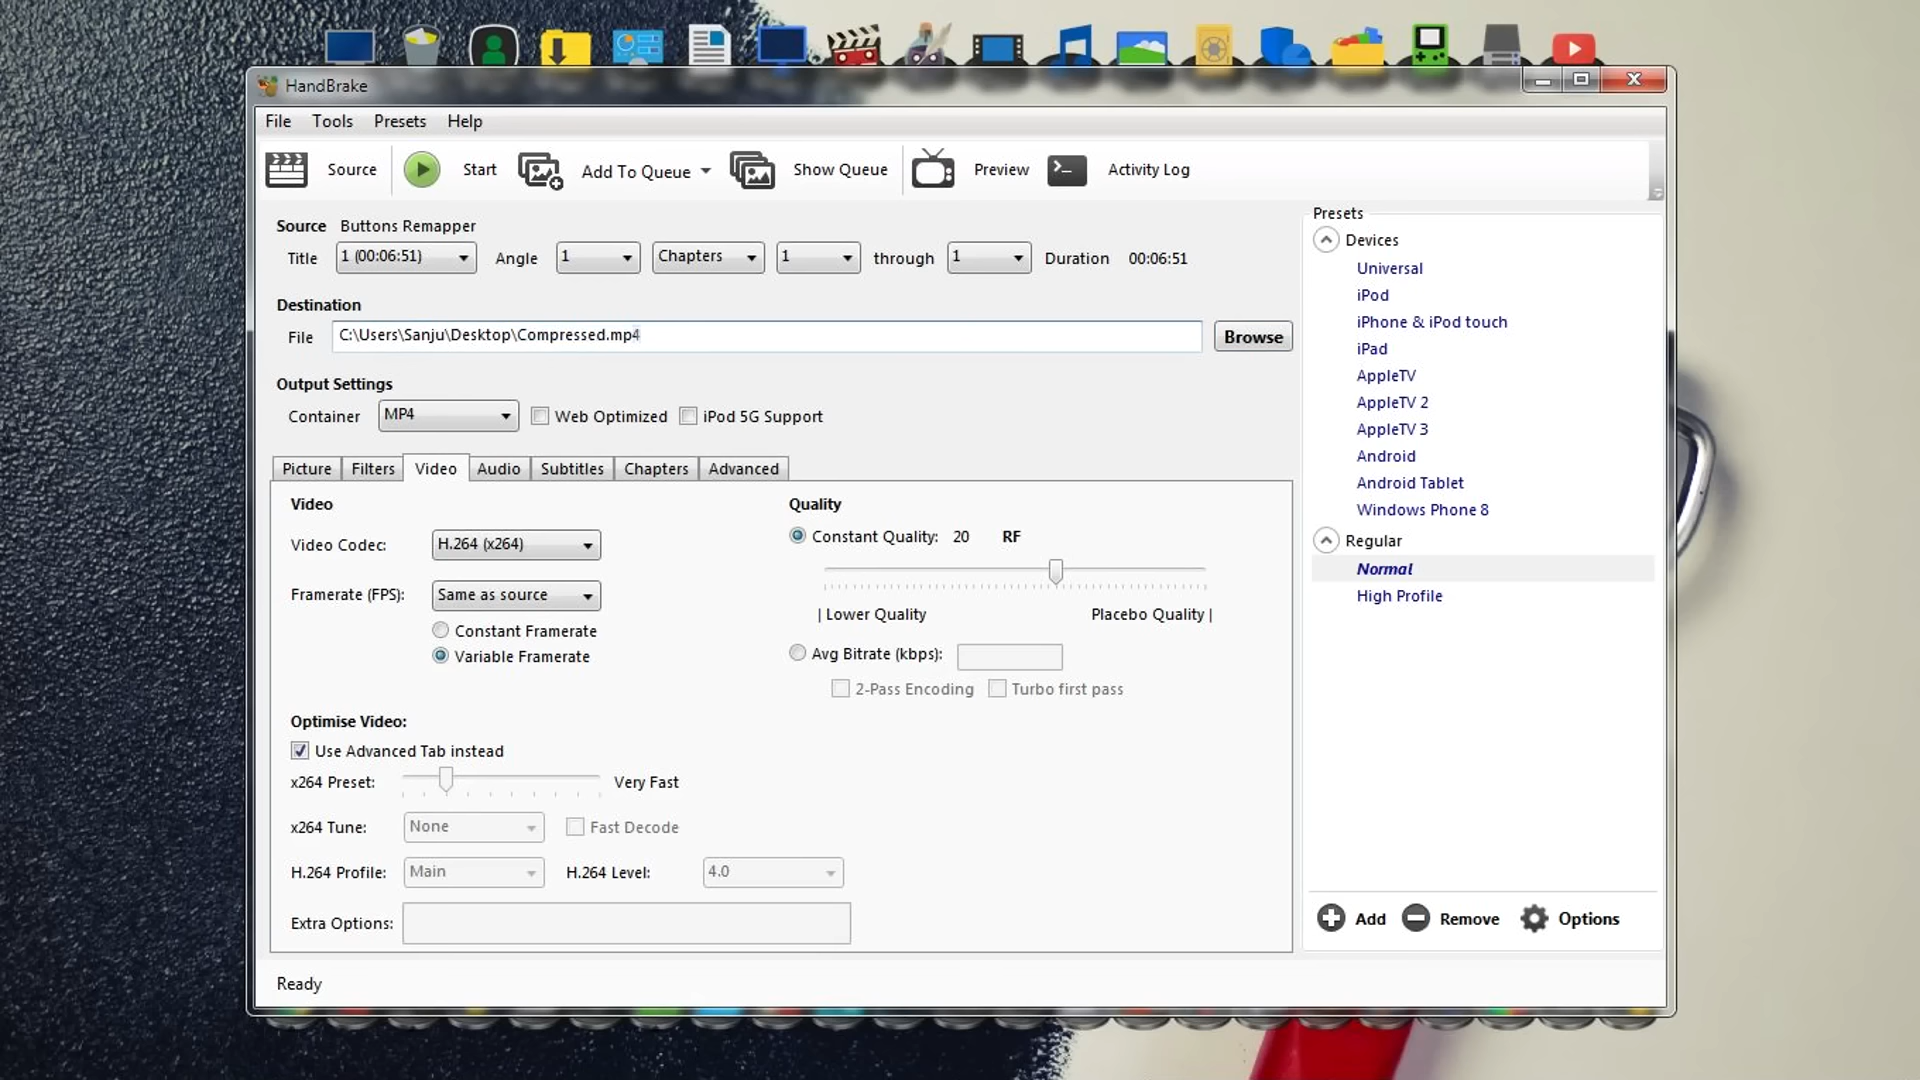 HandBrake
File Tools Presets Help
Source Start Add To Queue Show Queue Preview Activity Log
Source Buttons Remapper
Title 1 (00:06:51) Angle 1 Chapters 1 through 1 Duration 00:06:51
Destination
File C:\Users\Sanju\Desktop\Compressed.mp4 Browse
Output Settings
Container MP4 Web Optimized iPod 5G Support
Picture Filters Video Audio Subtitles Chapters Advanced
Video
Video Codec: H.264 (x264)
Framerate (FPS): Same as source
Constant Framerate
Variable Framerate
Quality
Constant Quality: 20 RF
| Lower Quality Placebo Quality |
Avg Bitrate (kbps):
2-Pass Encoding Turbo first pass
Optimise Video:
Use Advanced Tab instead
x264 Preset: Very Fast
x264 Tune: None Fast Decode
H.264 Profile: Main H.264 Level: 4.0
Extra Options:
Presets
Devices
Universal
iPod
iPhone & iPod touch
iPad
AppleTV
AppleTV 2
AppleTV 3
Android
Android Tablet
Windows Phone 8
Regular
Normal
High Profile
Add Remove Options
Ready